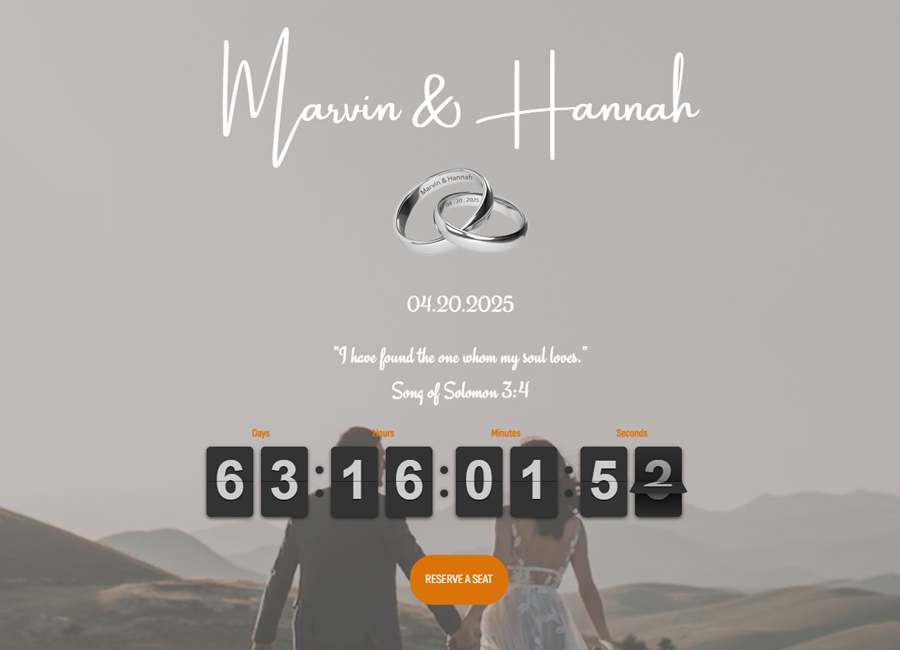 Marvin & Hannah
Marvin & Hannah
04 . 20 . 2025
04.20.2025
"I have found the one whom my soul loves."
Song of Solomon 3:4
Days Hours Minutes Seconds
63:16:01:52
RESERVE A SEAT